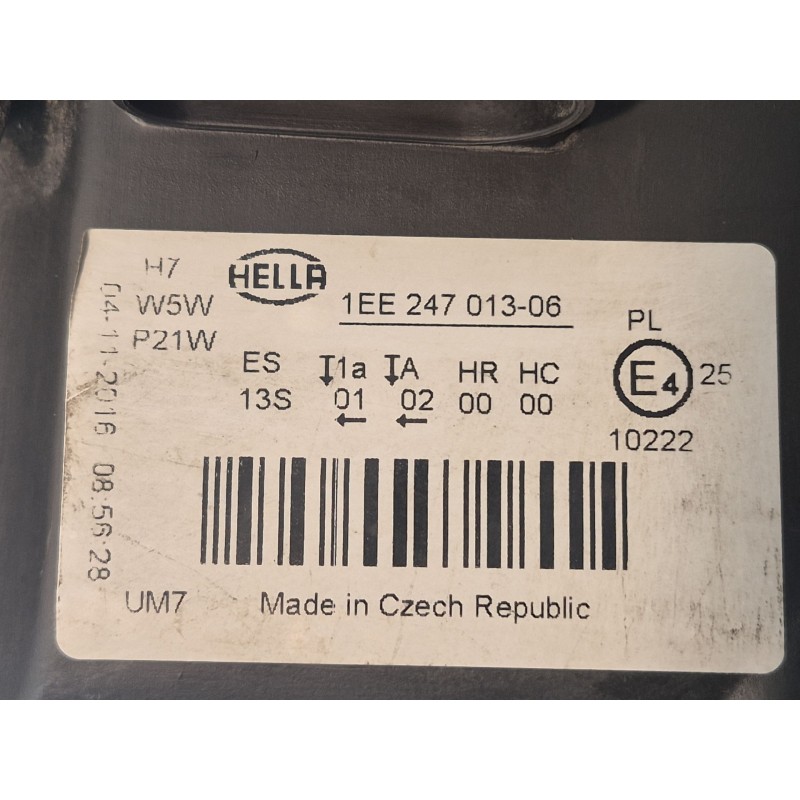 H7
W5W
P21W
HELLA
1EE 247 013-06
ES 1a A HR HC
13S 01 02 00 00
PL
E4 25
10222
04-11-2016 08:56:28
UM7
Made in Czech Republic